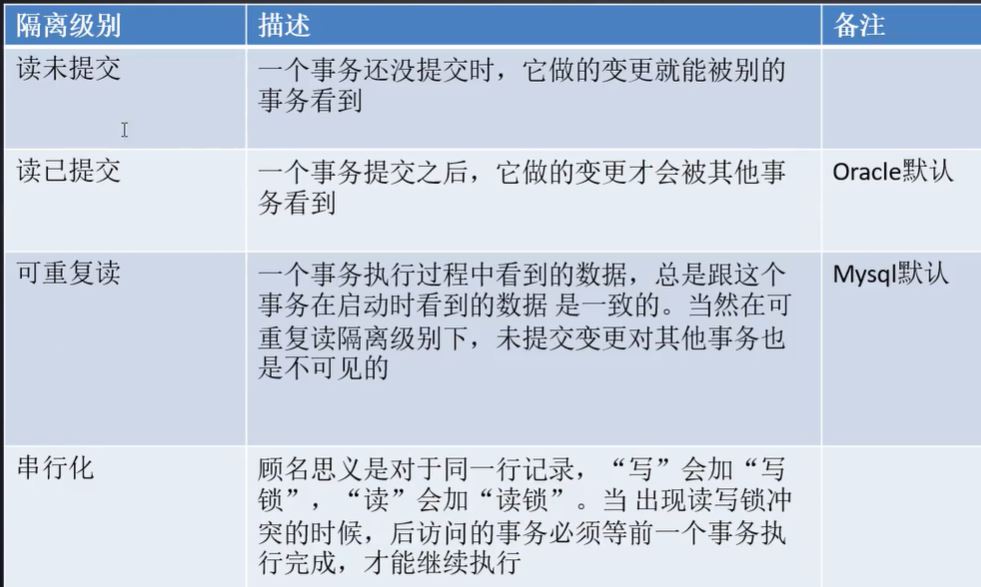 隔离级别 描述 备注
读未提交 一个事务还没提交时，它做的变更就能被别的
事务看到
读已提交 一个事务提交之后，它做的变更才会被其他事 Oracle默认
务看到
可重复读 一个事务执行过程中看到的数据，总是跟这个 Mysql默认
事务在启动时看到的数据 是一致的。当然在可
重复读隔离级别下，未提交变更对其他事务也
是不可见的
串行化 顾名思义是对于同一行记录，“写”会加“写
锁”，“读”会加“读锁”。当 出现读写锁冲
突的时候，后访问的事务必须等前一个事务执
行完成，才能继续执行